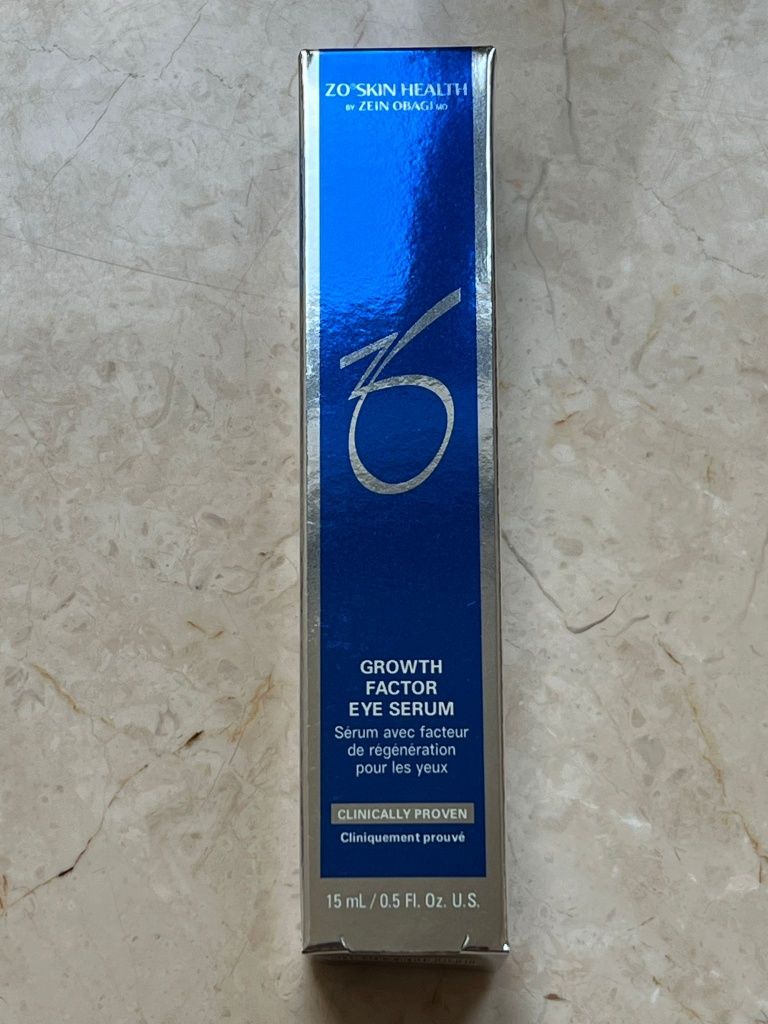 ZO® SKIN HEALTH
BY ZEIN OBAGI MD
GROWTH
FACTOR
EYE SERUM
Sérum avec facteur
de régénération
pour les yeux
CLINICALLY PROVEN
Cliniquement prouvé
15 mL / 0.5 Fl. Oz. U.S.